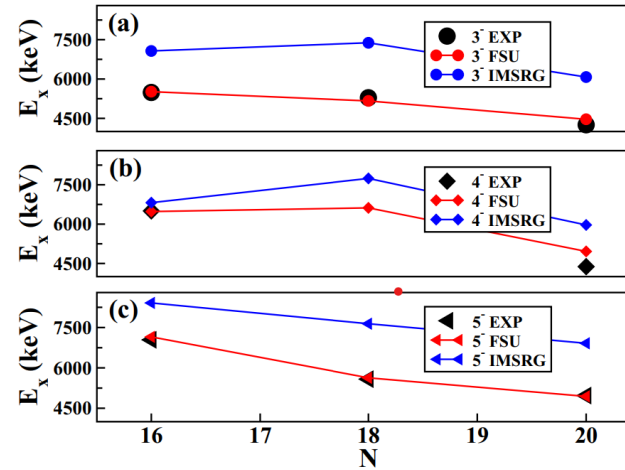 (a)
E_x (keV)
7500
6000
4500
3⁻ EXP
3⁻ FSU
3⁻ IMSRG
(b)
E_x (keV)
7500
6000
4500
4⁻ EXP
4⁻ FSU
4⁻ IMSRG
(c)
E_x (keV)
7500
6000
4500
5⁻ EXP
5⁻ FSU
5⁻ IMSRG
16 17 18 19 20
N